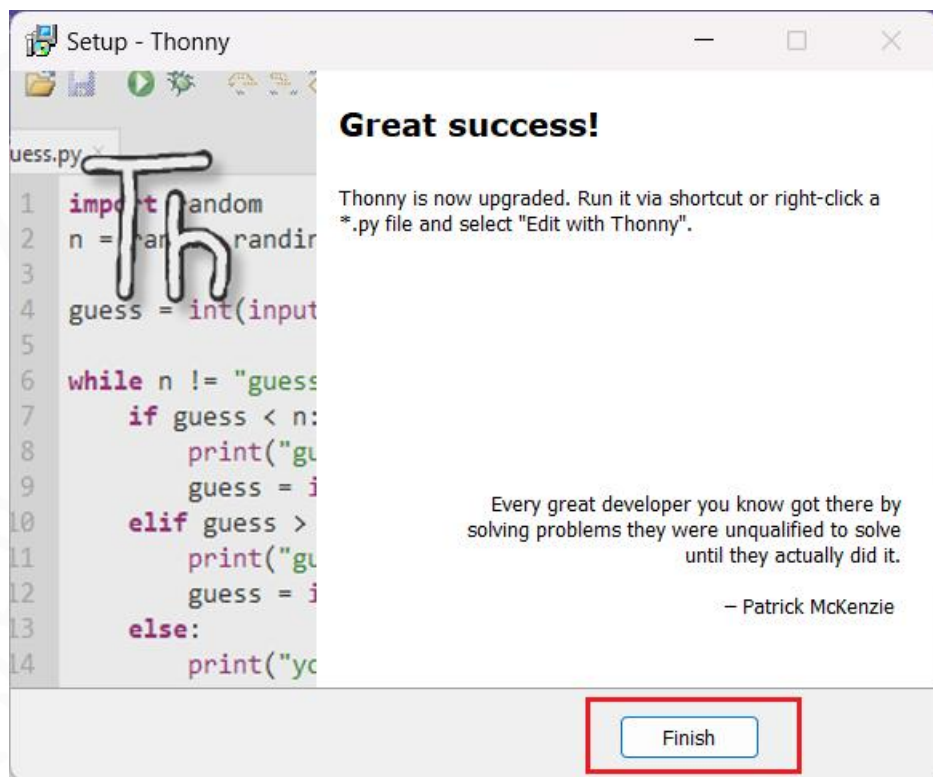 Setup - Thonny
uess.py
Th
1 import random
2 n = randir
3
4 guess = int(input
5
6 while n != "guess
7 if guess < n:
8 print("gu
9 guess = i
10 elif guess >
11 print("gu
12 guess = i
13 else:
14 print("yo
Great success!
Thonny is now upgraded. Run it via shortcut or right-click a
*.py file and select "Edit with Thonny".
Every great developer you know got there by
solving problems they were unqualified to solve
until they actually did it.
– Patrick McKenzie
Finish